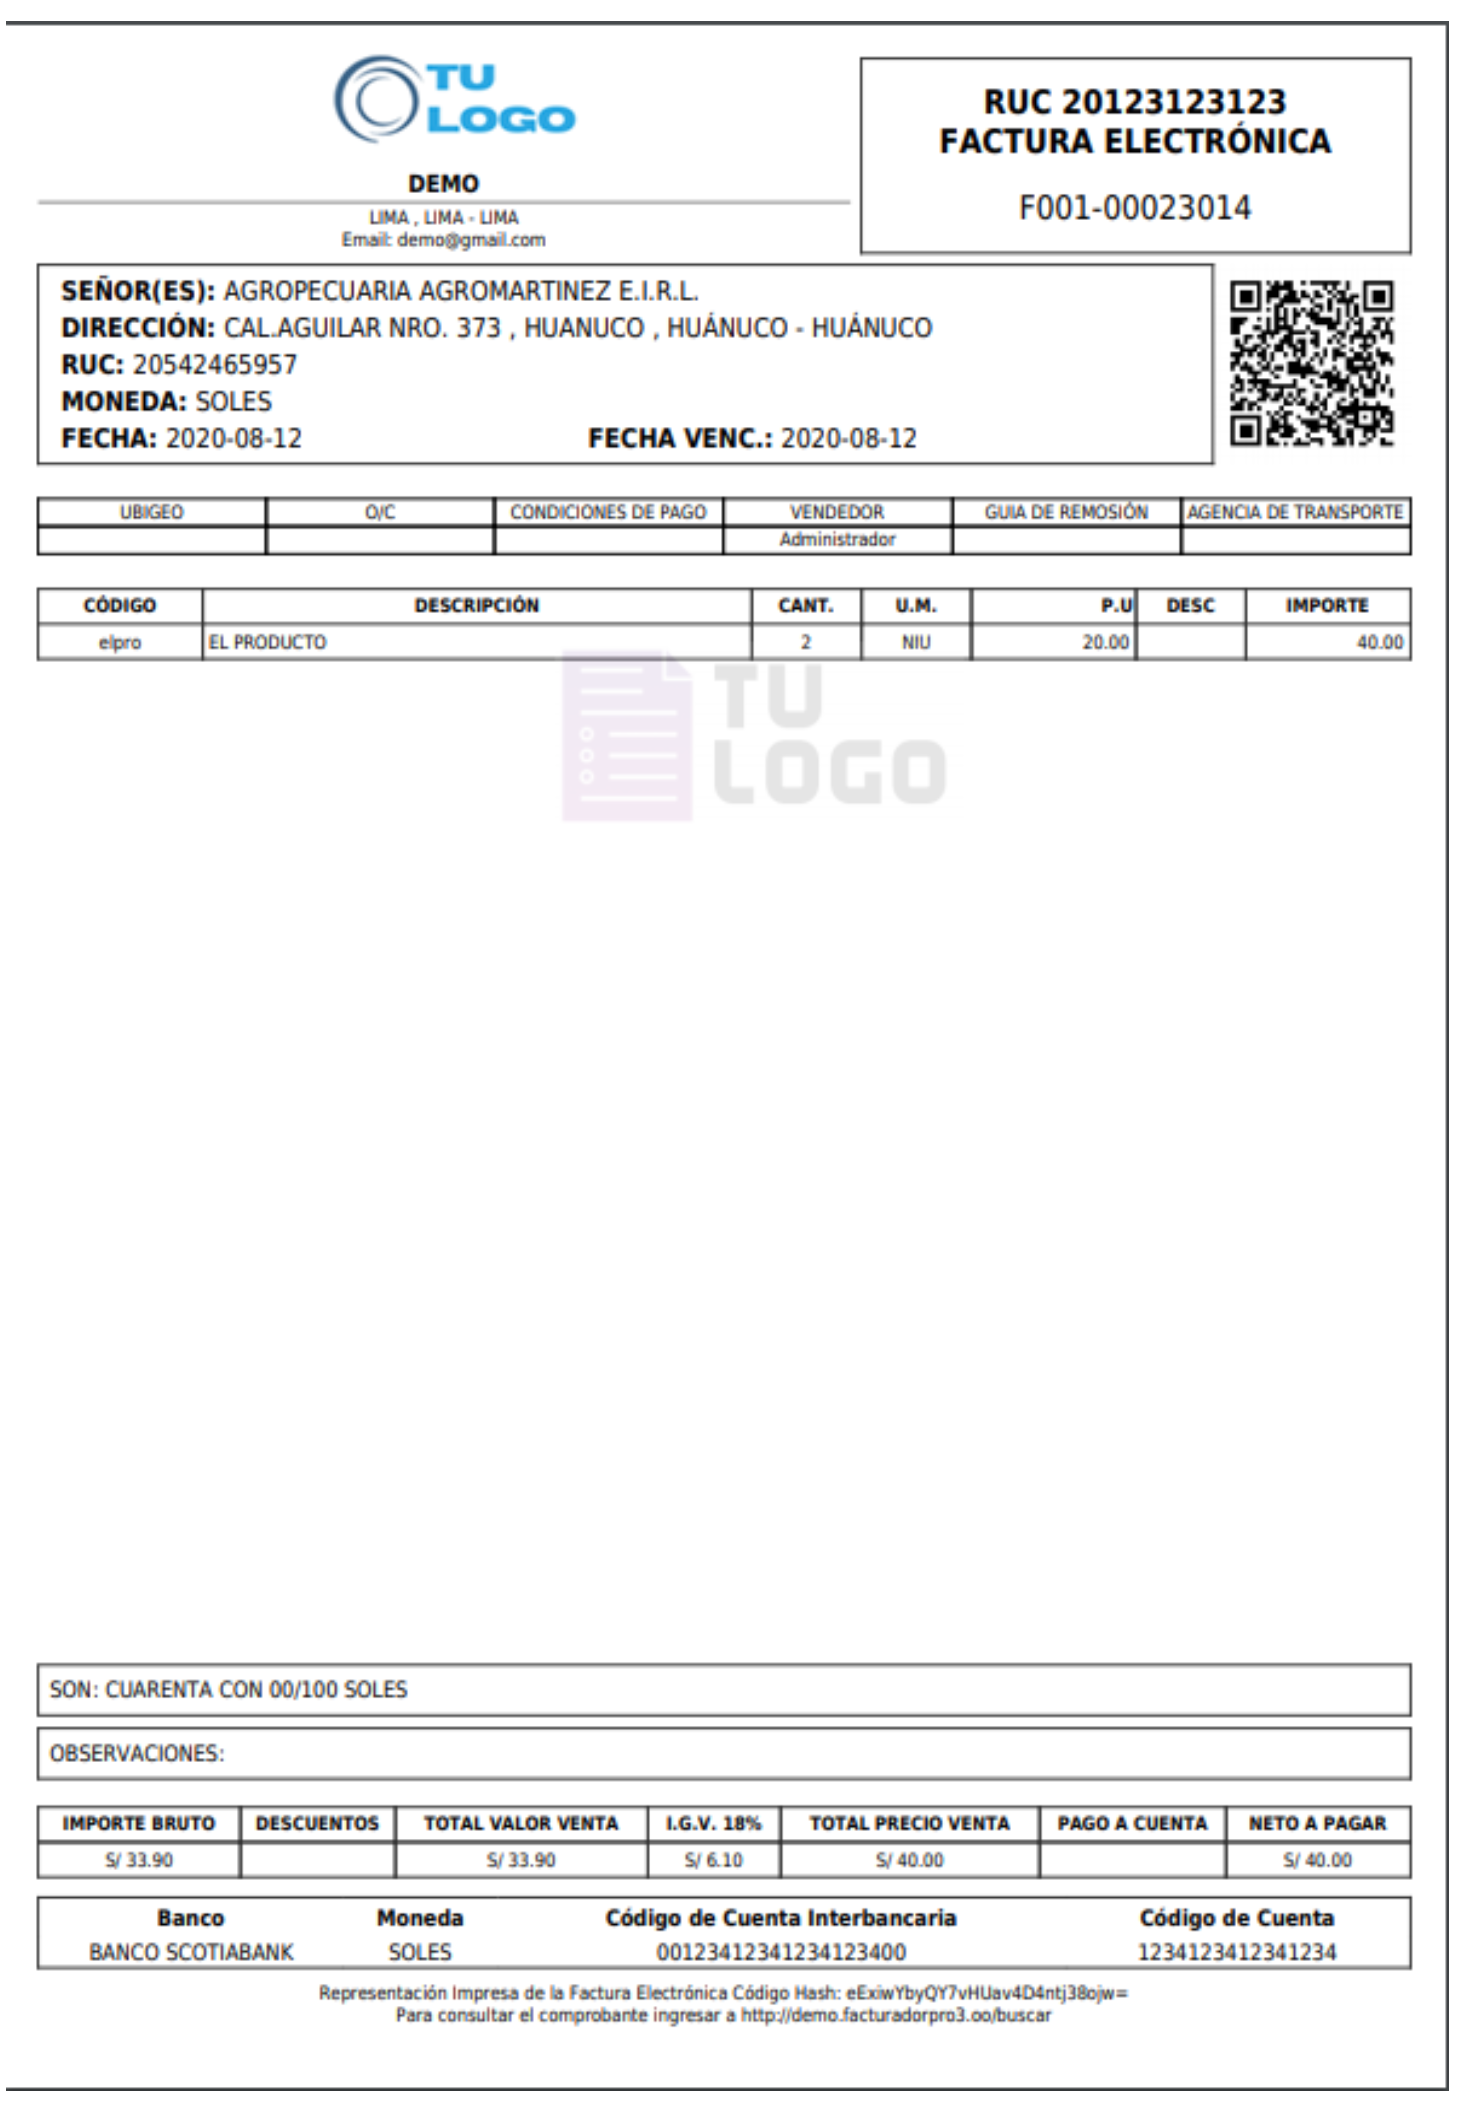 TU
LOGO
DEMO
LIMA , LIMA - LIMA
Email: demo@gmail.com
RUC 20123123123
FACTURA ELECTRÓNICA
F001-00023014
SEÑOR(ES): AGROPECUARIA AGROMARTINEZ E.I.R.L.
DIRECCIÓN: CAL.AGUILAR NRO. 373 , HUANUCO , HUÁNUCO - HUÁNUCO
RUC: 20542465957
MONEDA: SOLES
FECHA: 2020-08-12 FECHA VENC.: 2020-08-12
UBIGEO O/C CONDICIONES DE PAGO VENDEDOR GUIA DE REMOSIÓN AGENCIA DE TRANSPORTE
Administrador
CÓDIGO DESCRIPCIÓN CANT. U.M. P.U DESC IMPORTE
elpro EL PRODUCTO 2 NIU 20.00 40.00
TU
LOGO
SON: CUARENTA CON 00/100 SOLES
OBSERVACIONES:
IMPORTE BRUTO DESCUENTOS TOTAL VALOR VENTA I.G.V. 18% TOTAL PRECIO VENTA PAGO A CUENTA NETO A PAGAR
S/ 33.90 S/ 33.90 S/ 6.10 S/ 40.00 S/ 40.00
Banco Moneda Código de Cuenta Interbancaria Código de Cuenta
BANCO SCOTIABANK SOLES 00123412341234123400 1234123412341234
Representación Impresa de la Factura Electrónica Código Hash: eExiwYbyQY7vHUav4D4ntj38ojw=
Para consultar el comprobante ingresar a http://demo.facturadorpro3.oo/buscar